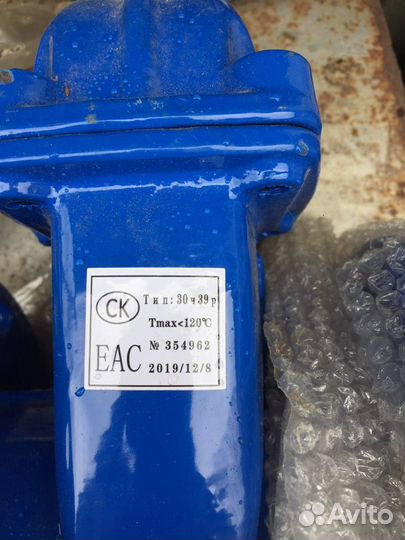 СК
Тип: 30ч39р
Tmax<120℃
№ 354962
EAC
2019/12/8
Avito